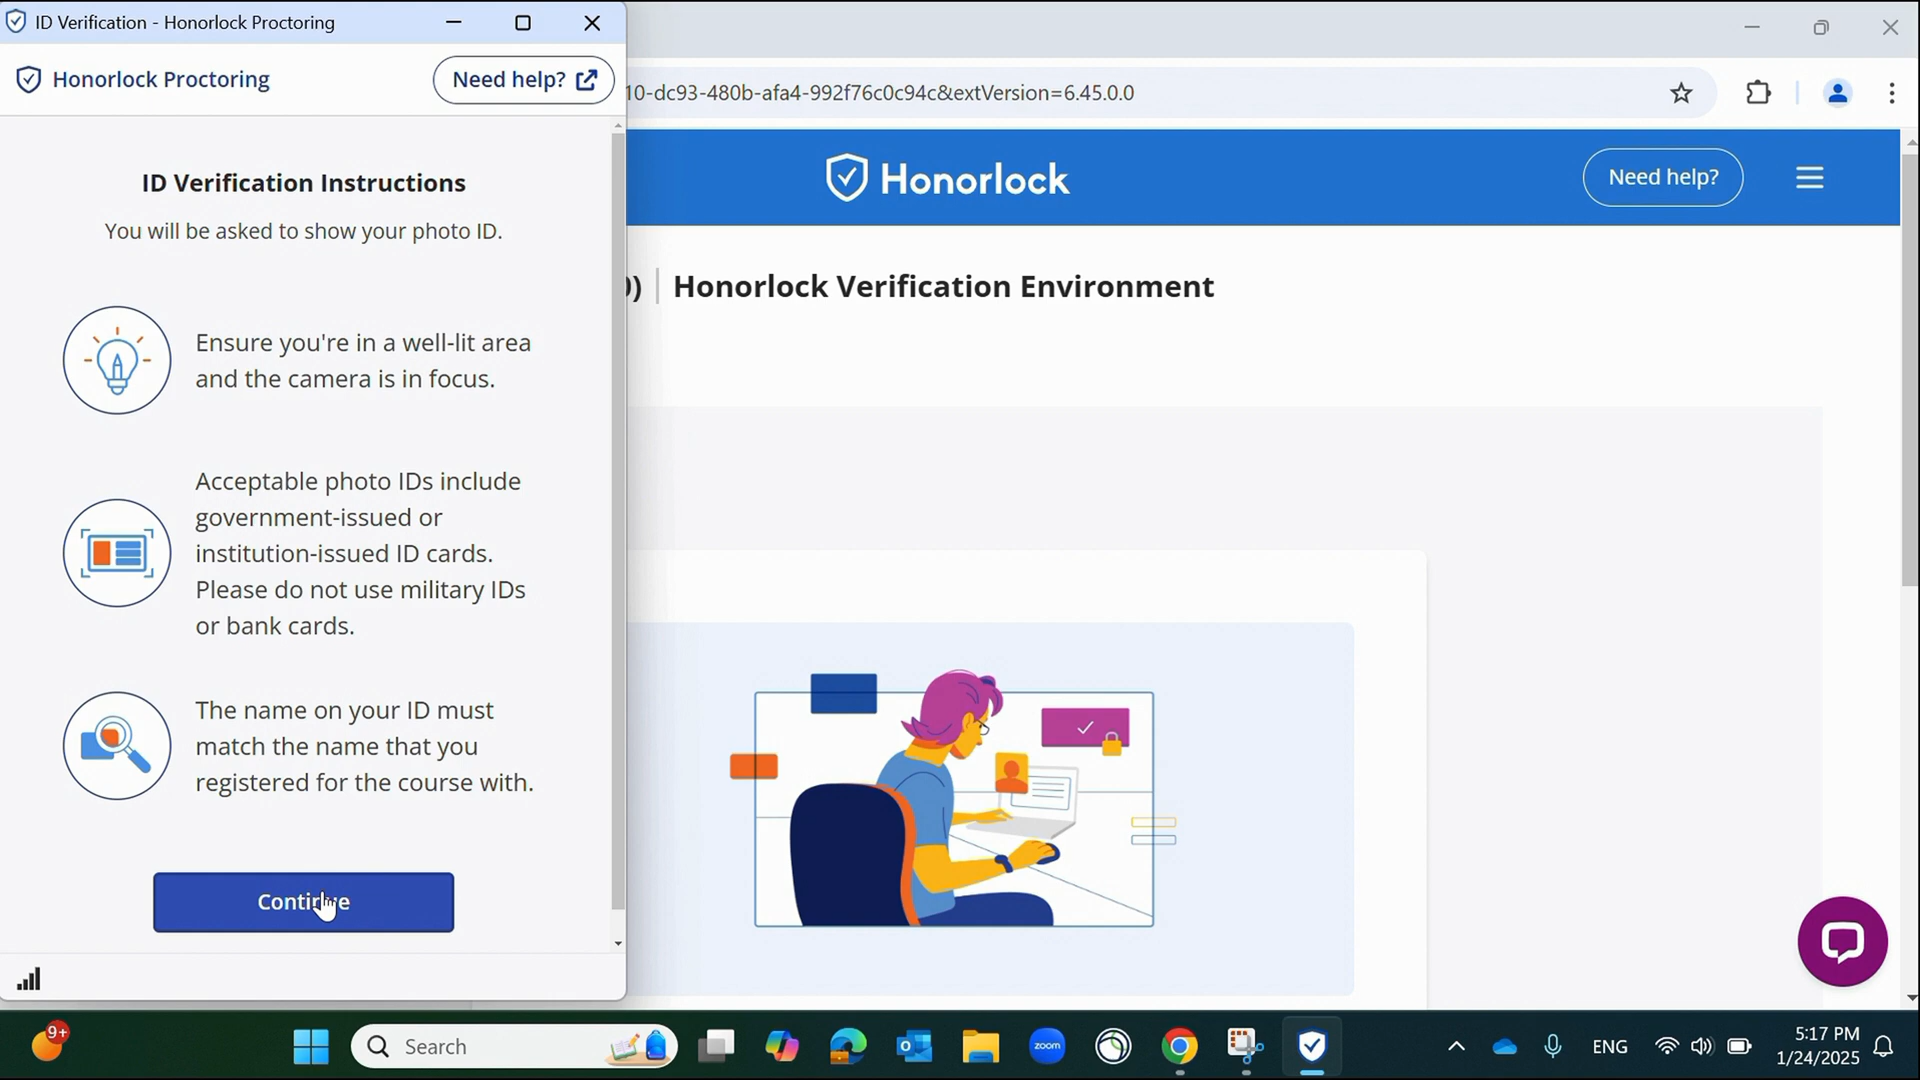 ID Verification - Honorlock Proctoring
Honorlock Proctoring
Need help?
ID Verification Instructions
You will be asked to show your photo ID.
Ensure you're in a well-lit area
and the camera is in focus.
Acceptable photo IDs include
government-issued or
institution-issued ID cards.
Please do not use military IDs
or bank cards.
The name on your ID must
match the name that you
registered for the course with.
Continue
10-dc93-480b-afa4-992f76c0c94c&extVersion=6.45.0.0
Honorlock
Need help?
0) | Honorlock Verification Environment
9+
Search
zoom
ENG
5:17 PM
1/24/2025